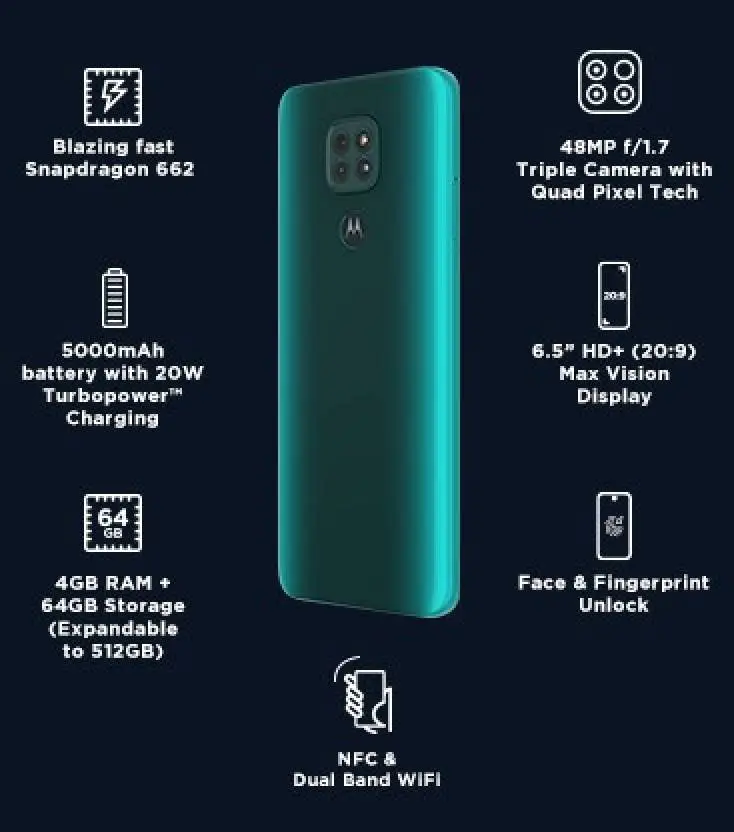 Blazing fast
Snapdragon 662
48MP f/1.7
Triple Camera with
Quad Pixel Tech
5000mAh
battery with 20W
Turbopower™
Charging
20:9
6.5” HD+ (20:9)
Max Vision
Display
64
GB
4GB RAM +
64GB Storage
(Expandable
to 512GB)
Face & Fingerprint
Unlock
NFC &
Dual Band WiFi